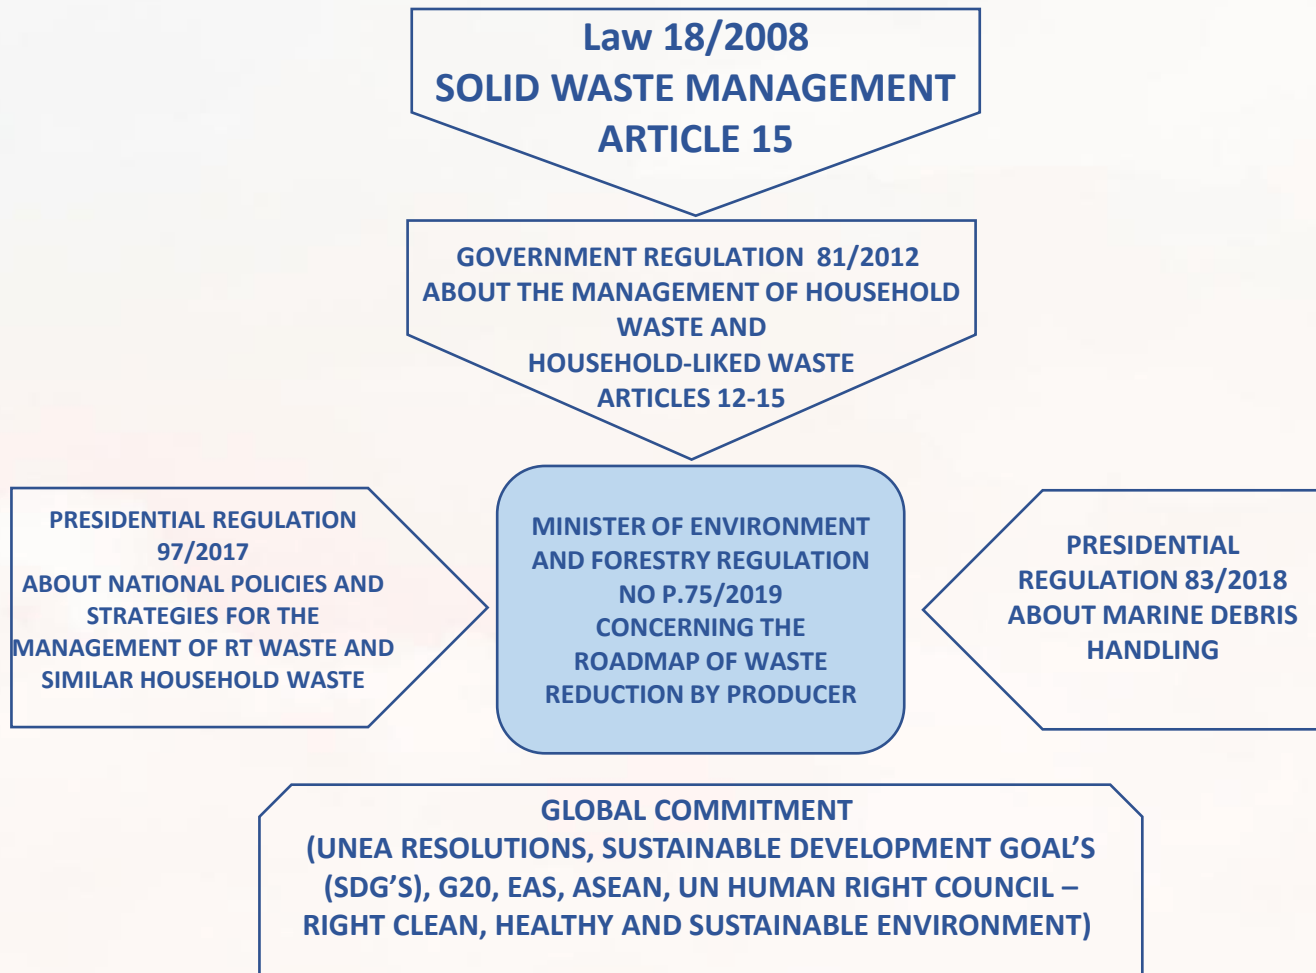 Law 18/2008
SOLID WASTE MANAGEMENT
ARTICLE 15
GOVERNMENT REGULATION 81/2012
ABOUT THE MANAGEMENT OF HOUSEHOLD
WASTE AND
HOUSEHOLD-LIKED WASTE
ARTICLES 12-15
PRESIDENTIAL REGULATION
97/2017
ABOUT NATIONAL POLICIES AND
STRATEGIES FOR THE
MANAGEMENT OF RT WASTE AND
SIMILAR HOUSEHOLD WASTE
MINISTER OF ENVIRONMENT
AND FORESTRY REGULATION
NO P.75/2019
CONCERNING THE
ROADMAP OF WASTE
REDUCTION BY PRODUCER
PRESIDENTIAL
REGULATION 83/2018
ABOUT MARINE DEBRIS
HANDLING
GLOBAL COMMITMENT
(UNEA RESOLUTIONS, SUSTAINABLE DEVELOPMENT GOAL'S
(SDG'S), G20, EAS, ASEAN, UN HUMAN RIGHT COUNCIL –
RIGHT CLEAN, HEALTHY AND SUSTAINABLE ENVIRONMENT)